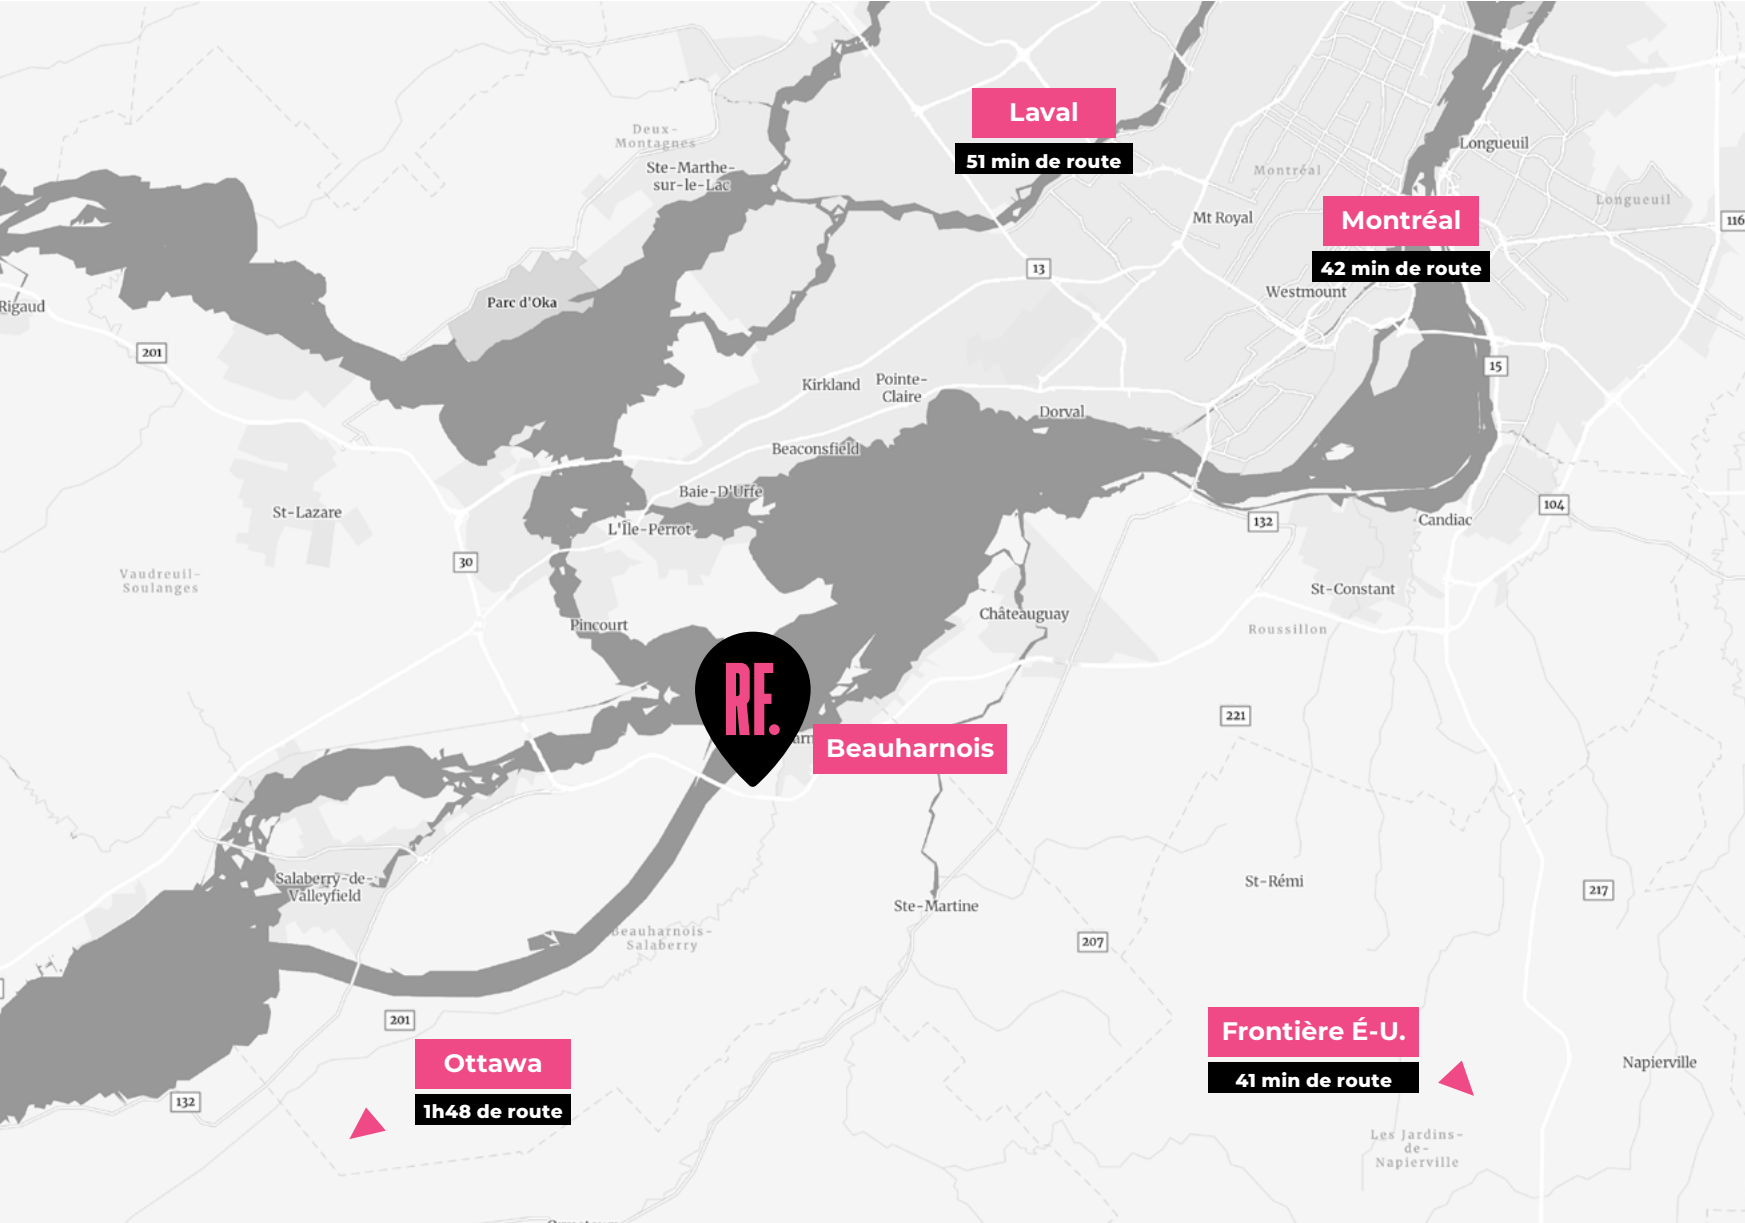 Laval
51 min de route
Deux-
Montagnes
Ste-Marthe-
sur-le-Lac
Longueuil
Montréal
Longueuil
Mt Royal
Montréal
116
42 min de route
13
Westmount
Parc d'Oka
Rigaud
201
15
Kirkland
Pointe-
Claire
Dorval
Beaconsfield
Baie-D'Urfe
St-Lazare
L'Île-Perrot
104
132
Candiac
30
Vaudreuil-
Soulanges
St-Constant
Châteauguay
Pincourt
Roussillon
RF.
221
Beauharnois
Salaberry-de-
Valleyfield
St-Rémi
217
Ste-Martine
Beauharnois-
Salaberry
207
201
Frontière É-U.
41 min de route
Ottawa
1h48 de route
Napierville
132
Les Jardins-
de-
Napierville